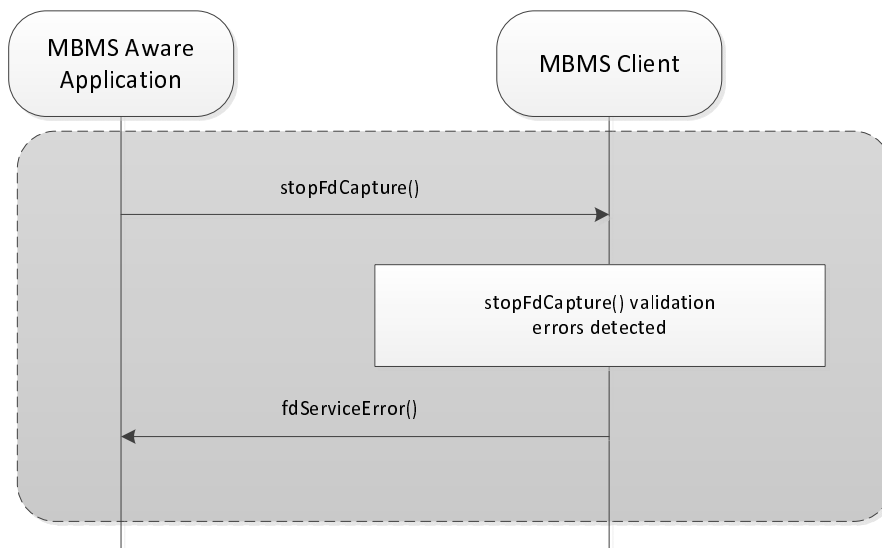 MBMS Aware
Application
MBMS Client
stopFdCapture()
stopFdCapture() validation
errors detected
fdServiceError()